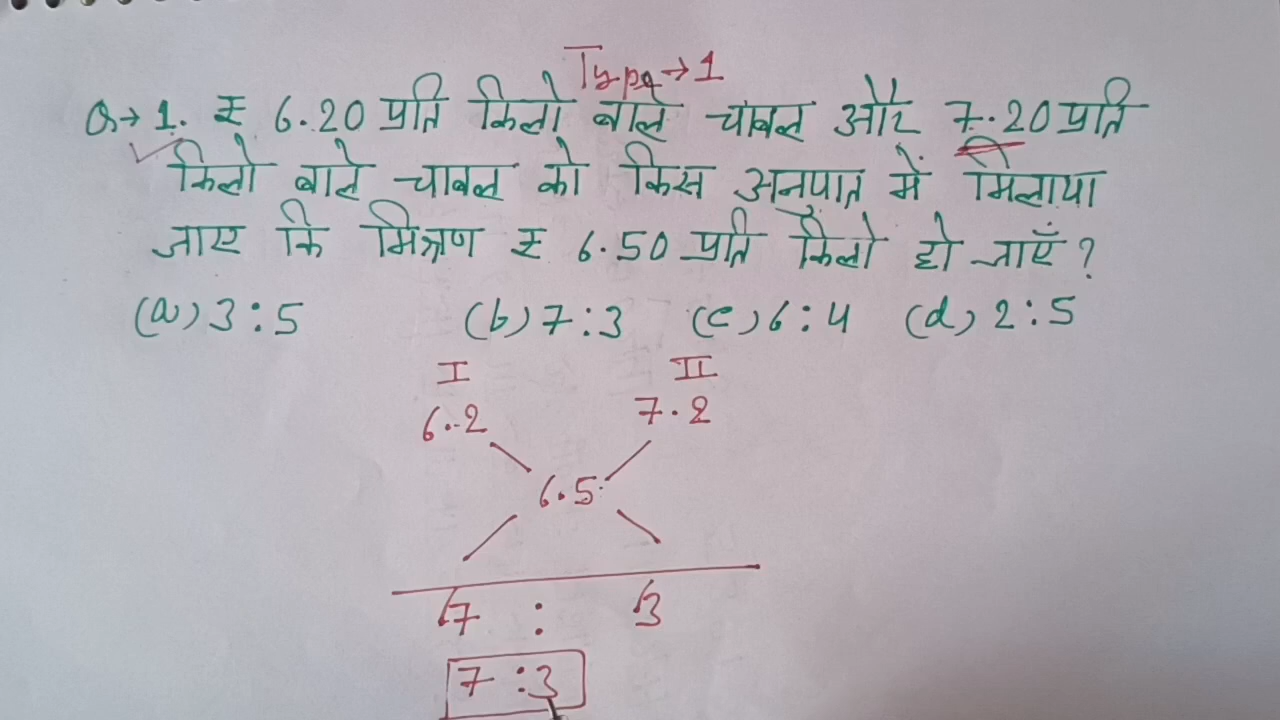 Type→1
Q→1. ₹ 6.20 प्रति किलो वाले चावल और 7.20 प्रति
किलो वाले चावल को किस अनुपात में मिलाया
जाए कि मिश्रण ₹ 6.50 प्रति किलो हो जाएँ ?
(a) 3:5 (b) 7:3 (c) 6:4 (d) 2:5
I II
6.2 7.2
6.5
7 : 3
7:3